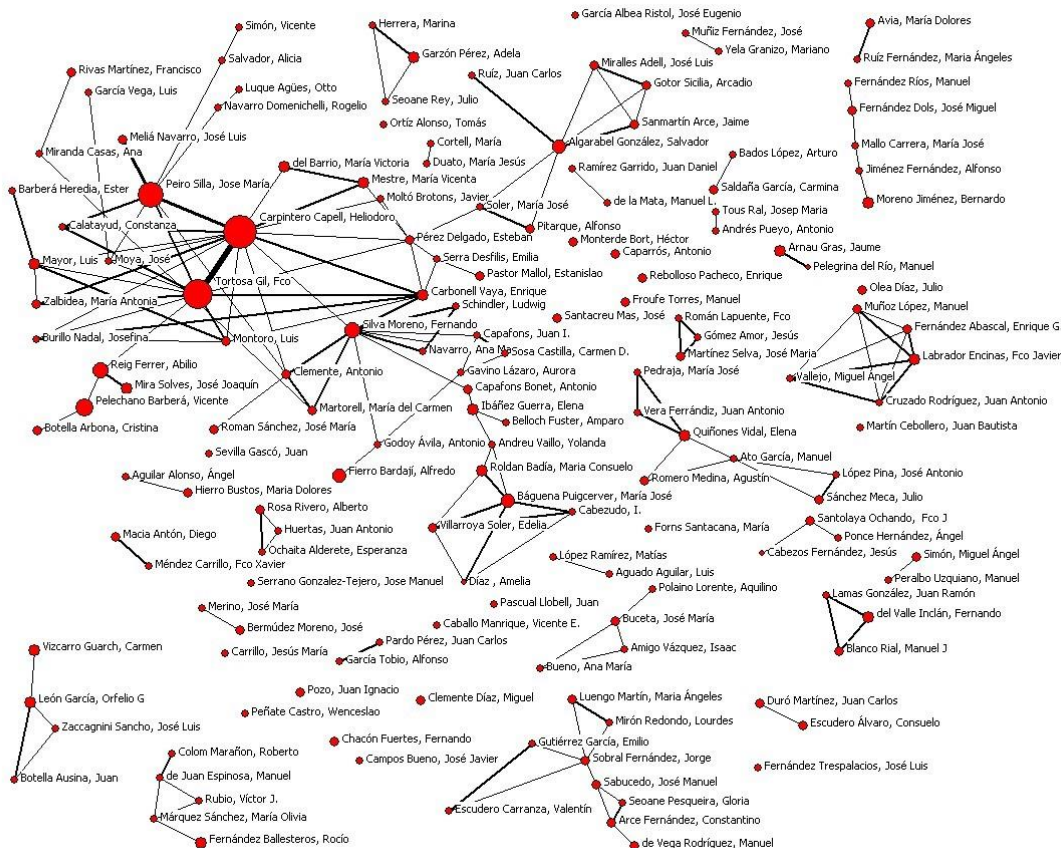 García Albea Ristol, José Eugenio
Simón, Vicente
Herrera, Marina
Avia, María Dolores
Muñiz Fernández, José
Yela Granizo, Mariano
Garzón Pérez, Adela
Ruíz Fernández, Maria Ángeles
Salvador, Alicia
Miralles Adell, José Luis
Rivas Martínez, Francisco
Ruíz, Juan Carlos
Gotor Sicilia, Arcadio
Fernández Ríos, Manuel
García Vega, Luis
Luque Agües, Otto
Navarro Domenichelli, Rogelio
Seoane Rey, Julio
Fernández Dols, José Miguel
Ortíz Alonso, Tomás
Sanmartín Arce, Jaime
Meliá Navarro, José Luis
Cortell, María
Algarabel González, Salvador
Mallo Carrera, María José
Miranda Casas, Ana
Duato, María Jesús
Bados López, Arturo
del Barrio, María Victoria
Ramírez Garrido, Juan Daniel
Jiménez Fernández, Alfonso
Mestre, María Vicenta
Barberá Heredia, Ester
Peiro Silla, Jose María
Saldaña García, Carmina
Moltó Brotons, Javier
de la Mata, Manuel L.
Moreno Jiménez, Bernardo
Soler, María José
Tous Ral, Josep Maria
Carpintero Capell, Heliodoro
Calatayud, Constanza
Pitarque, Alfonso
Andrés Pueyo, Antonio
Pérez Delgado, Esteban
Monterde Bort, Héctor
Caparrós, Antonio
Arnau Gras, Jaume
Serra Desfilis, Emilia
Moya, José
Mayor, Luis
Pelegrina del Río, Manuel
Pastor Mallol, Estanislao
Rebolloso Pacheco, Enrique
Tortosa Gil, Fco
Olea Díaz, Julio
Carbonell Vaya, Enrique
Zalbidea, María Antonia
Froufe Torres, Manuel
Schindler, Ludwig
Muñoz López, Manuel
Santacreu Mas, José
Román Lapuente, Fco
Silva Moreno, Fernando
Fernández Abascal, Enrique G
Burillo Nadal, Josefina
Montoro, Luis
Capafons, Juan I.
Gómez Amor, Jesús
Navarro, Ana Ma
Sosa Castilla, Carmen D.
Martínez Selva, José Maria
Labrador Encinas, Fco Javier
Reig Ferrer, Abilio
Clemente, Antonio
Gavino Lázaro, Aurora
Pedraja, María José
Vallejo, Miguel Ángel
Mira Solves, José Joaquín
Capafons Bonet, Antonio
Cruzado Rodríguez, Juan Antonio
Pelechano Barberá, Vicente
Martorell, María del Carmen
Ibáñez Guerra, Elena
Vera Ferrándiz, Juan Antonio
Belloch Fuster, Amparo
Botella Arbona, Cristina
Roman Sánchez, José María
Martín Cebollero, Juan Bautista
Quiñones Vidal, Elena
Sevilla Gascó, Juan
Godoy Ávila, Antonio
Andreu Vaillo, Yolanda
Ato García, Manuel
Aguilar Alonso, Ángel
Fierro Bardají, Alfredo
Roldan Badía, Maria Consuelo
Romero Medina, Agustín
López Pina, José Antonio
Hierro Bustos, Maria Dolores
Sánchez Meca, Julio
Báguena Puigcerver, María José
Rosa Rivero, Alberto
Cabezudo, I.
Huertas, Juan Antonio
Villarroya Soler, Edelia
Forns Santacana, María
Santolaya Ochando, Fco J
Macia Antón, Diego
Ponce Hernández, Ángel
Ochaita Alderete, Esperanza
López Ramírez, Matías
Cabezos Fernández, Jesús
Simón, Miguel Ángel
Méndez Carrillo, Fco Xavier
Aguado Aguilar, Luis
Serrano Gonzalez-Tejero, Jose Manuel
Díaz , Amelia
Peralbo Uzquiano, Manuel
Polaino Lorente, Aquilino
Lamas González, Juan Ramón
Pascual Llobell, Juan
Merino, José María
del Valle Inclán, Fernando
Caballo Manrique, Vicente E.
Buceta, José María
Bermúdez Moreno, José
Pardo Pérez, Juan Carlos
Amigo Vázquez, Isaac
Blanco Rial, Manuel J
Vizcarro Guarch, Carmen
Carrillo, Jesús María
García Tobio, Alfonso
Bueno, Ana María
Pozo, Juan Ignacio
Clemente Díaz, Miguel
Luengo Martín, Maria Ángeles
León García, Orfelio G
Duró Martínez, Juan Carlos
Peñate Castro, Wenceslao
Mirón Redondo, Lourdes
Escudero Álvaro, Consuelo
Zaccagnini Sancho, José Luis
Chacón Fuertes, Fernando
Gutiérrez García, Emilio
Colom Marañon, Roberto
Campos Bueno, José Javier
Sobral Fernández, Jorge
Fernández Trespalacios, José Luis
Botella Ausina, Juan
de Juan Espinosa, Manuel
Sabucedo, José Manuel
Rubio, Víctor J.
Seoane Pesqueira, Gloria
Escudero Carranza, Valentín
Márquez Sánchez, María Olivia
Arce Fernández, Constantino
Fernández Ballesteros, Rocío
de Vega Rodríguez, Manuel